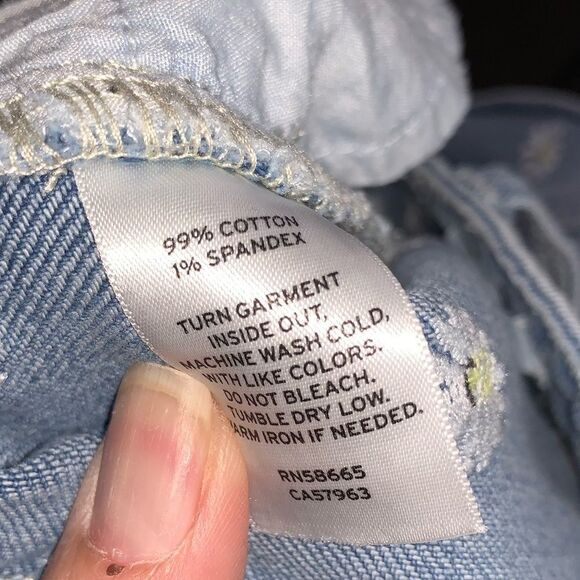 99% COTTON
1% SPANDEX
TURN GARMENT
INSIDE OUT,
MACHINE WASH COLD,
WITH LIKE COLORS.
DO NOT BLEACH.
TUMBLE DRY LOW.
WARM IRON IF NEEDED.
RN58665
CA57963